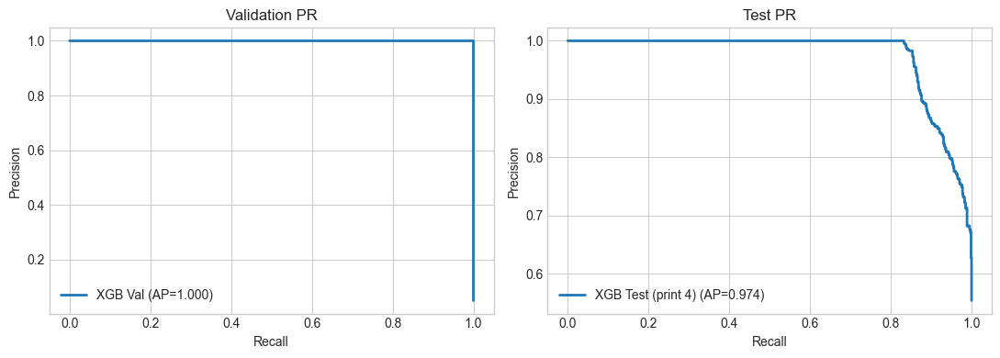 Validation PR
1.0
0.8
0.6
0.4
0.2
Precision
XGB Val (AP=1.000)
0.0 0.2 0.4 0.6 0.8 1.0
Recall
Test PR
1.0
0.9
0.8
0.7
0.6
Precision
XGB Test (print 4) (AP=0.974)
0.0 0.2 0.4 0.6 0.8 1.0
Recall